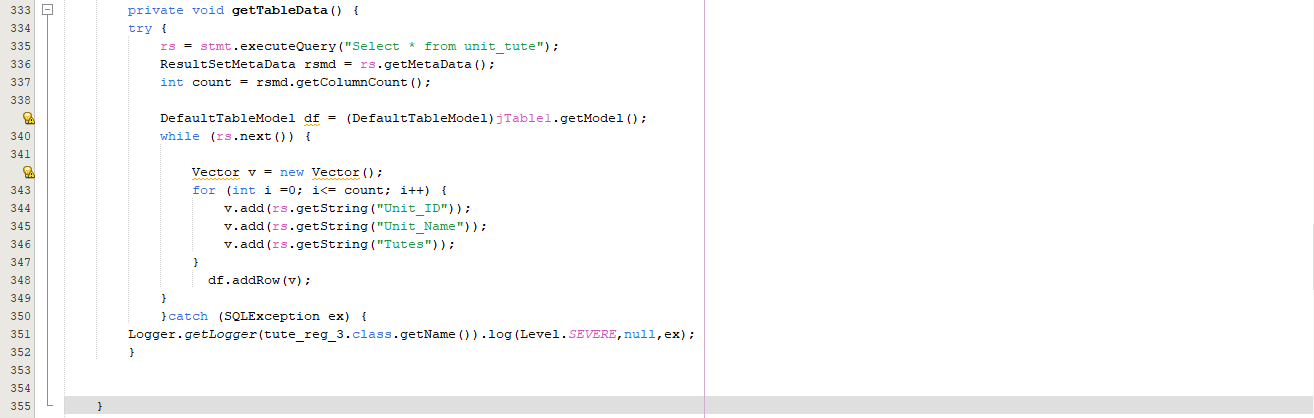 333 private void getTableData() {
334 try {
335 rs = stmt.executeQuery("Select * from unit_tute");
336 ResultSetMetaData rsmd = rs.getMetaData();
337 int count = rsmd.getColumnCount();
338
DefaultTableModel df = (DefaultTableModel)jTable1.getModel();
340 while (rs.next()) {
341
Vector v = new Vector();
343 for (int i =0; i<= count; i++) {
344 v.add(rs.getString("Unit_ID"));
345 v.add(rs.getString("Unit_Name"));
346 v.add(rs.getString("Tutes"));
347 }
348 df.addRow(v);
349 }
350 }catch (SQLException ex) {
351 Logger.getLogger(tute_reg_3.class.getName()).log(Level.SEVERE,null,ex);
352 }
353
354
355 }